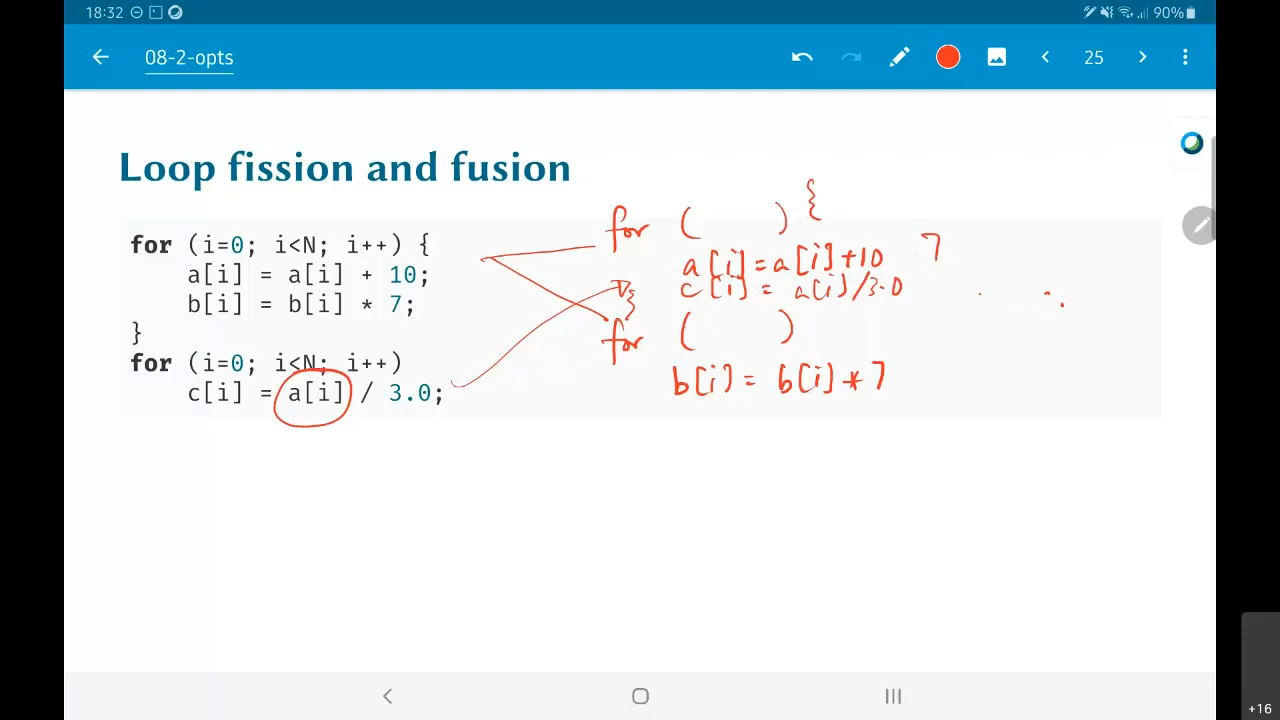 18:32 90%
08-2-opts 25
Loop fission and fusion
for (i=0; i<N; i++) {
a[i] = a[i] + 10;
b[i] = b[i] * 7;
}
for (i=0; i<N; i++)
c[i] = a[i] / 3.0;
for ( ) {
a[i] = a[i] + 10 7
c[i] = a[i] / 3.0
}
for ( )
b[i] = b[i] * 7
+16